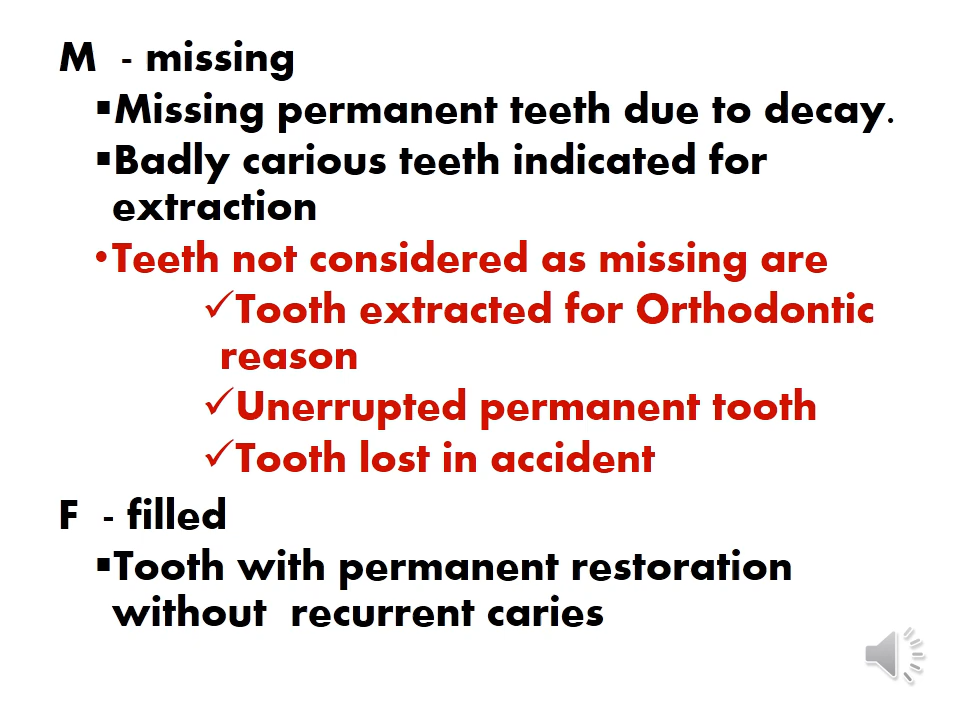 M - missing
▪Missing permanent teeth due to decay.
▪Badly carious teeth indicated for
extraction
•Teeth not considered as missing are
✓Tooth extracted for Orthodontic
reason
✓Unerrupted permanent tooth
✓Tooth lost in accident
F - filled
▪Tooth with permanent restoration
without recurrent caries